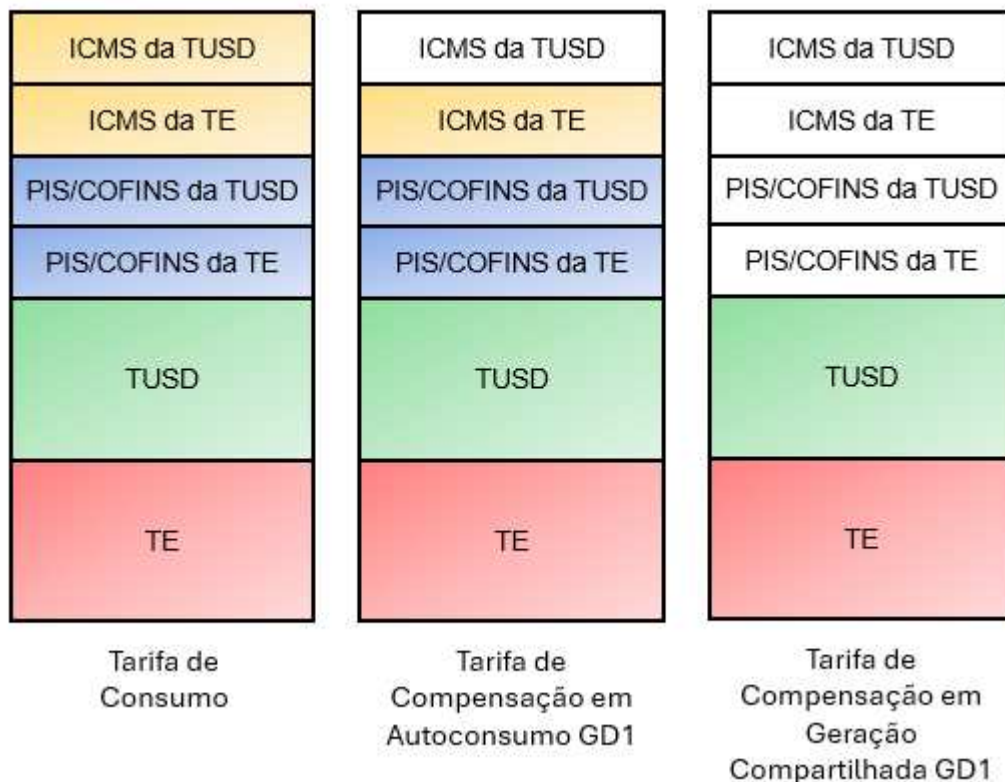 ICMS da TUSD
ICMS da TE
PIS/COFINS da TUSD
PIS/COFINS da TE
TUSD
TE
Tarifa de
Consumo
ICMS da TUSD
ICMS da TE
PIS/COFINS da TUSD
PIS/COFINS da TE
TUSD
TE
Tarifa de
Compensação em
Autoconsumo GD1
ICMS da TUSD
ICMS da TE
PIS/COFINS da TUSD
PIS/COFINS da TE
TUSD
TE
Tarifa de
Compensação em
Geração
Compartilhada GD1